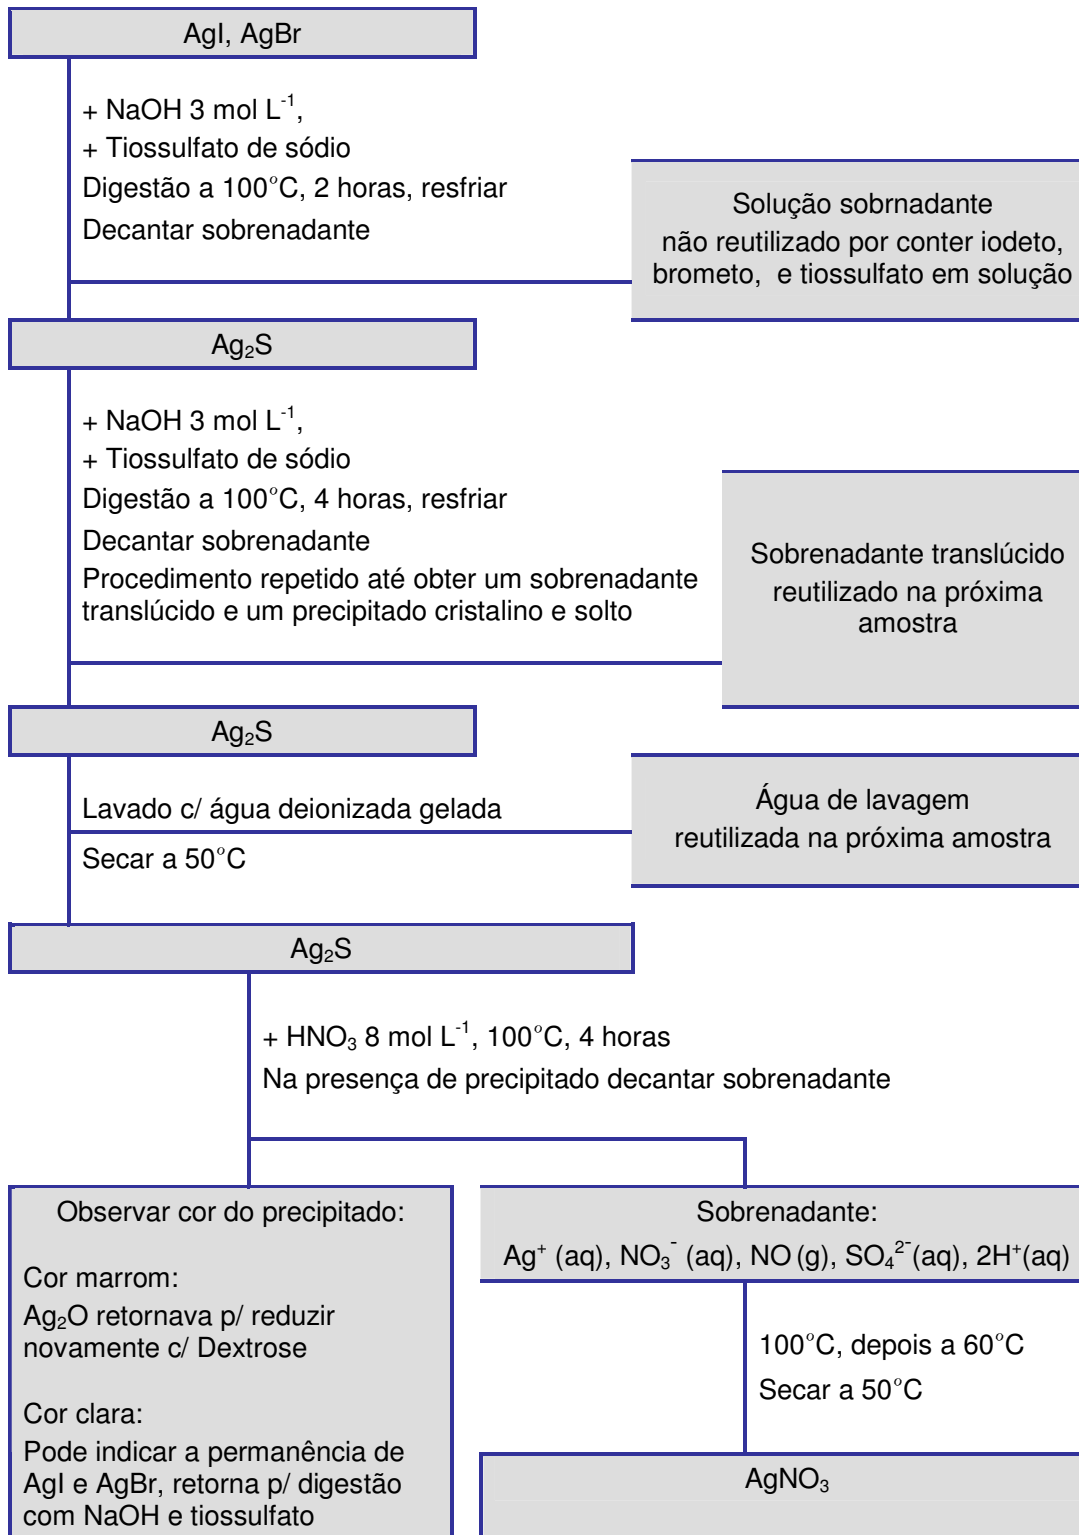 AgI, AgBr
+ NaOH 3 mol L⁻¹,
+ Tiossulfato de sódio
Digestão a 100°C, 2 horas, resfriar
Decantar sobrenadante
Solução sobrnadante
não reutilizado por conter iodeto,
brometo, e tiossulfato em solução
Ag₂S
+ NaOH 3 mol L⁻¹,
+ Tiossulfato de sódio
Digestão a 100°C, 4 horas, resfriar
Decantar sobrenadante
Procedimento repetido até obter um sobrenadante
translúcido e um precipitado cristalino e solto
Sobrenadante translúcido
reutilizado na próxima
amostra
Ag₂S
Lavado c/ água deionizada gelada
Secar a 50°C
Água de lavagem
reutilizada na próxima amostra
Ag₂S
+ HNO₃ 8 mol L⁻¹, 100°C, 4 horas
Na presença de precipitado decantar sobrenadante
Observar cor do precipitado:
Cor marrom:
Ag₂O retornava p/ reduzir
novamente c/ Dextrose
Cor clara:
Pode indicar a permanência de
AgI e AgBr, retorna p/ digestão
com NaOH e tiossulfato
Sobrenadante:
Ag⁺ (aq), NO₃⁻ (aq), NO (g), SO₄²⁻(aq), 2H⁺(aq)
100°C, depois a 60°C
Secar a 50°C
AgNO₃